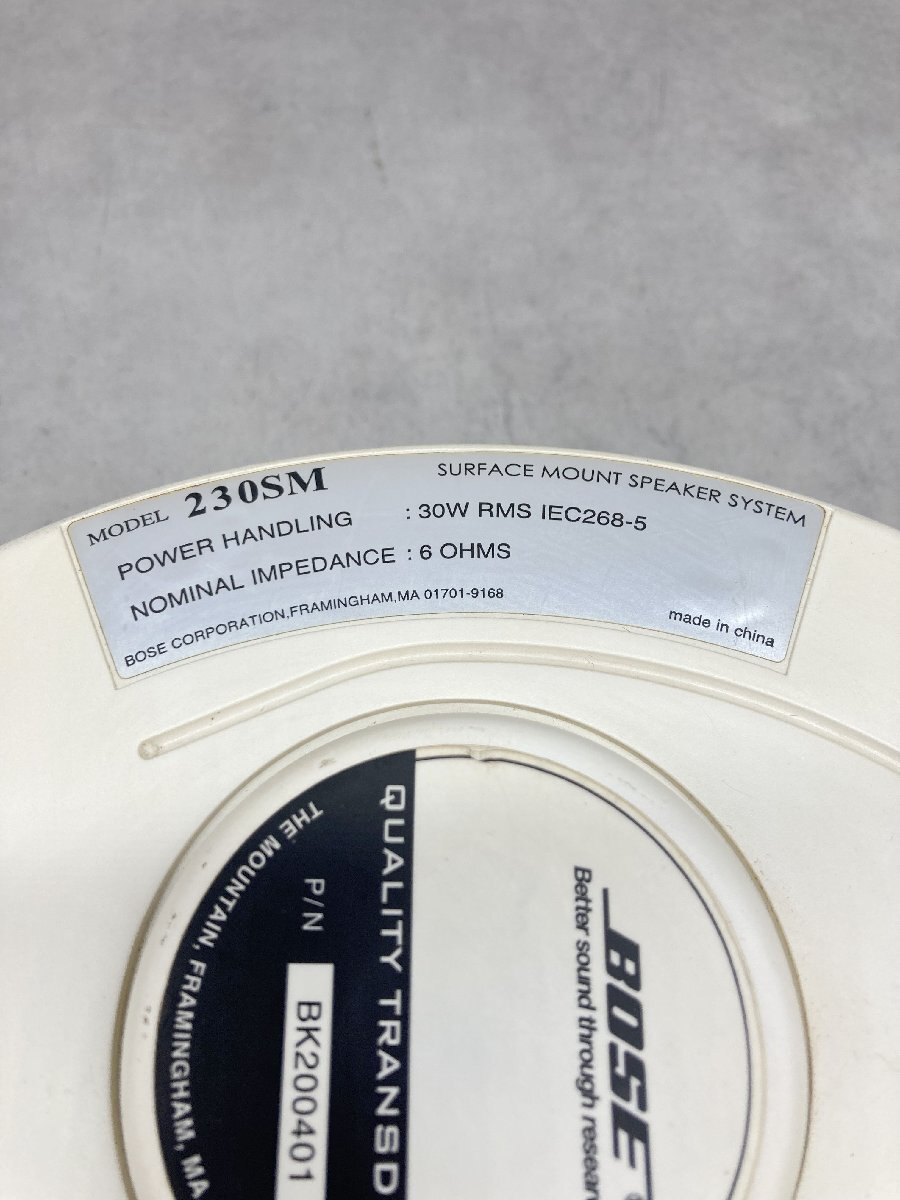 MODEL 230SM
SURFACE MOUNT SPEAKER SYSTEM
POWER HANDLING : 30W RMS IEC268-5
NOMINAL IMPEDANCE : 6 OHMS
BOSE CORPORATION,FRAMINGHAM,MA 01701-9168
made in china
BOSE
Better sound through resear
QUALITY TRANSD
P/N BK200401
THE MOUNTAIN, FRAMINGHAM, MA